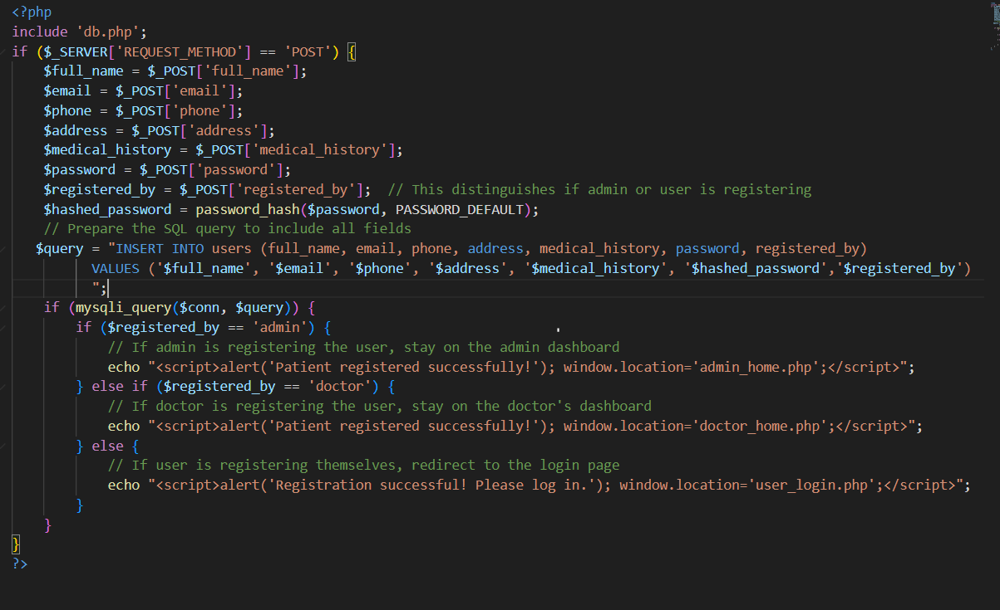 <?php
include 'db.php';
if ($_SERVER['REQUEST_METHOD'] == 'POST') {
    $full_name = $_POST['full_name'];
    $email = $_POST['email'];
    $phone = $_POST['phone'];
    $address = $_POST['address'];
    $medical_history = $_POST['medical_history'];
    $password = $_POST['password'];
    $registered_by = $_POST['registered_by'];  // This distinguishes if admin or user is registering
    $hashed_password = password_hash($password, PASSWORD_DEFAULT);
    // Prepare the SQL query to include all fields
   $query = "INSERT INTO users (full_name, email, phone, address, medical_history, password, registered_by)
          VALUES ('$full_name', '$email', '$phone', '$address', '$medical_history', '$hashed_password','$registered_by')
          ";
    if (mysqli_query($conn, $query)) {
        if ($registered_by == 'admin') {
            // If admin is registering the user, stay on the admin dashboard
            echo "<script>alert('Patient registered successfully!'); window.location='admin_home.php';</script>";
        } else if ($registered_by == 'doctor') {
            // If doctor is registering the user, stay on the doctor's dashboard
            echo "<script>alert('Patient registered successfully!'); window.location='doctor_home.php';</script>";
        } else {
            // If user is registering themselves, redirect to the login page
            echo "<script>alert('Registration successful! Please log in.'); window.location='user_login.php';</script>";
        }
    }
}
?>